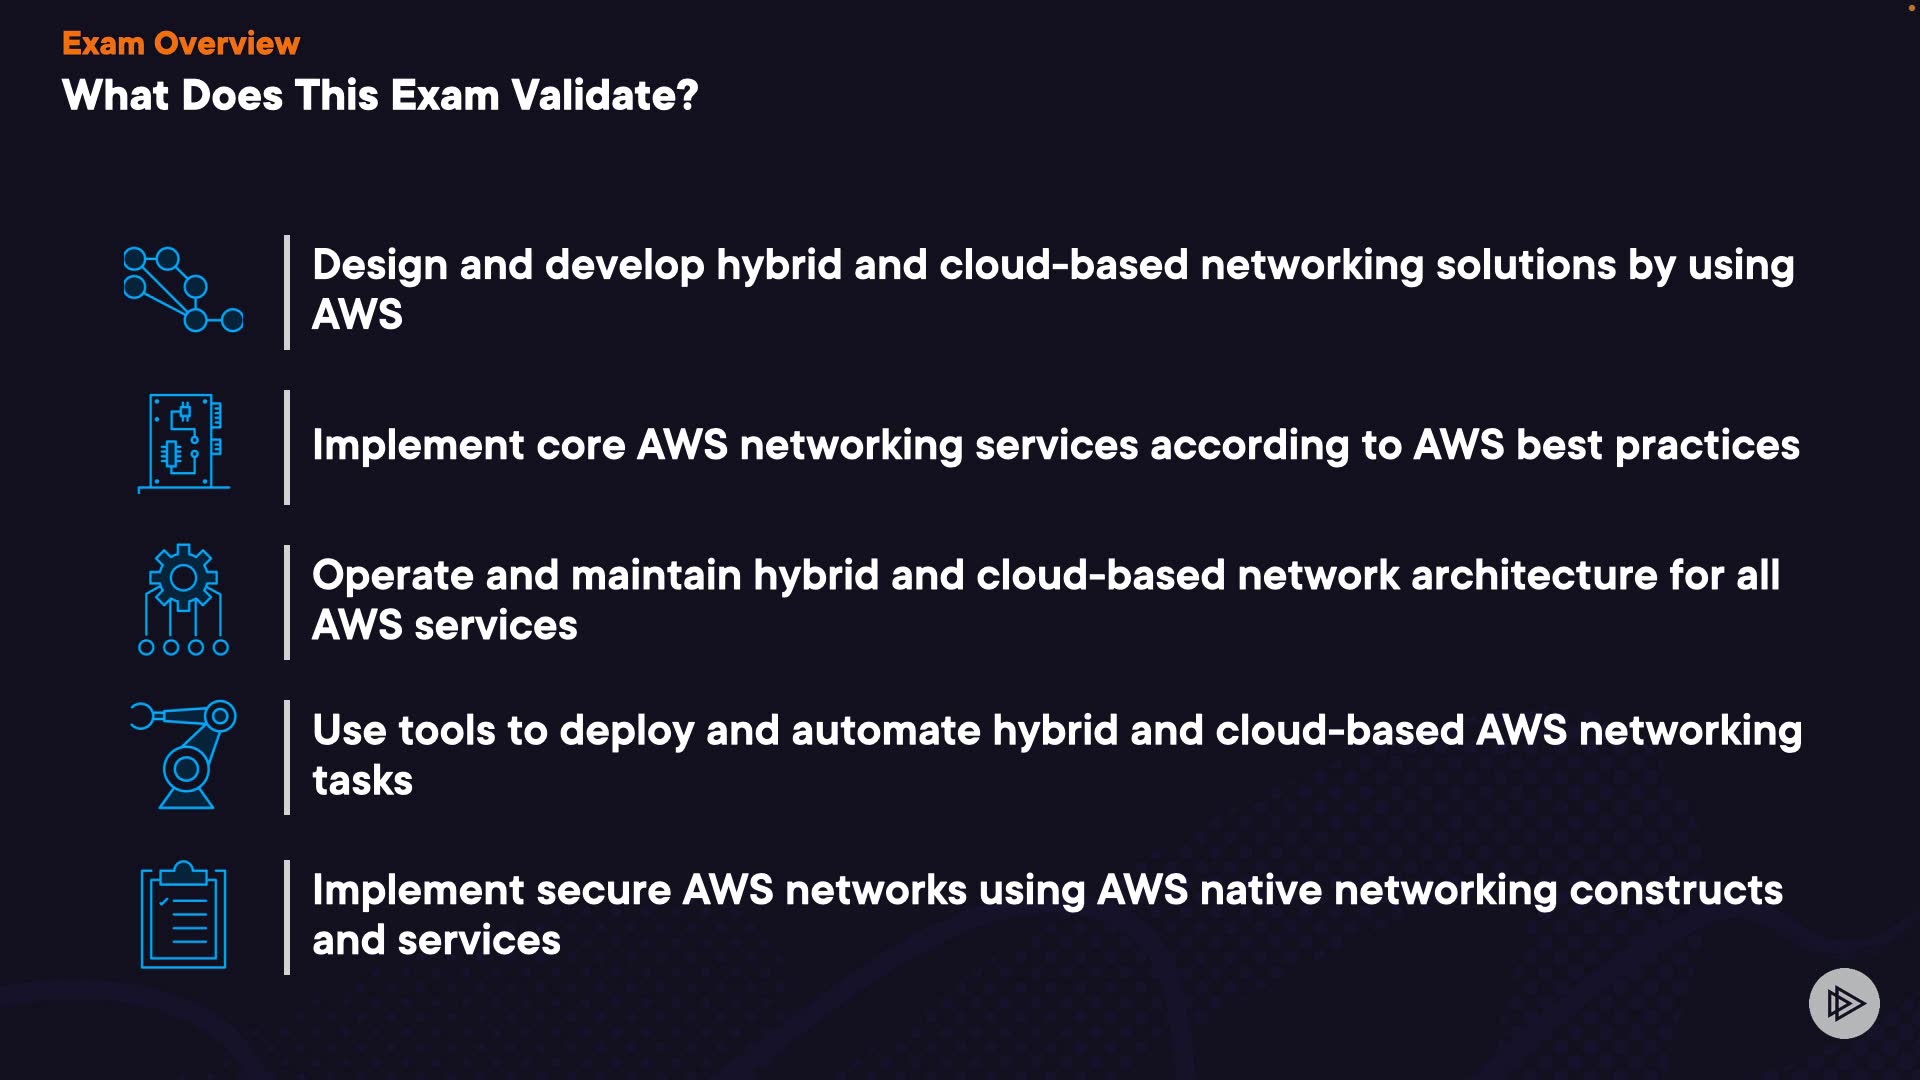 Exam Overview
What Does This Exam Validate?
Design and develop hybrid and cloud-based networking solutions by using
AWS
Implement core AWS networking services according to AWS best practices
Operate and maintain hybrid and cloud-based network architecture for all
AWS services
Use tools to deploy and automate hybrid and cloud-based AWS networking
tasks
Implement secure AWS networks using AWS native networking constructs
and services